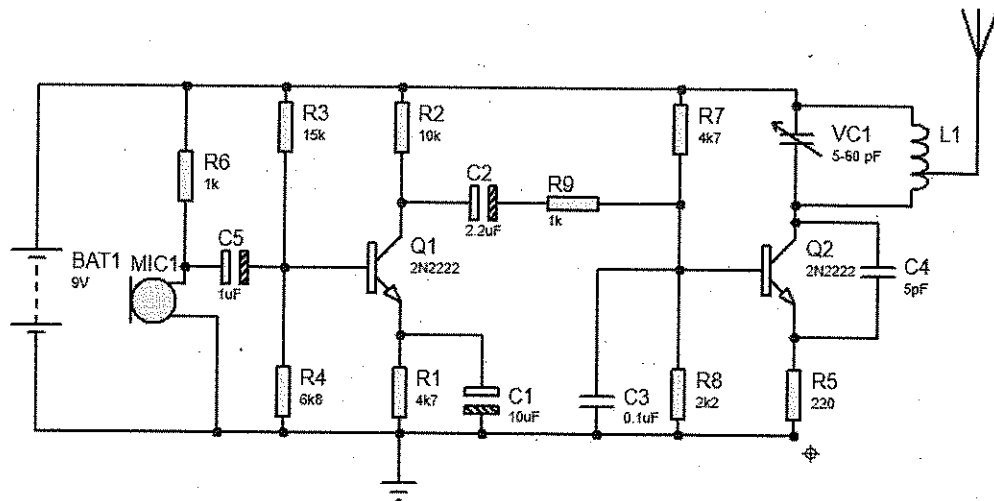 R3
15k
R2
10k
R7
4k7
VC1
5-60 pF
L1
R6
1k
C2
2.2uF
R9
1k
BAT1
9V
MIC1
C5
1uF
Q1
2N2222
Q2
2N2222
C4
5pF
R4
6k8
R1
4k7
C1
10uF
C3
0.1uF
R8
2k2
R5
220